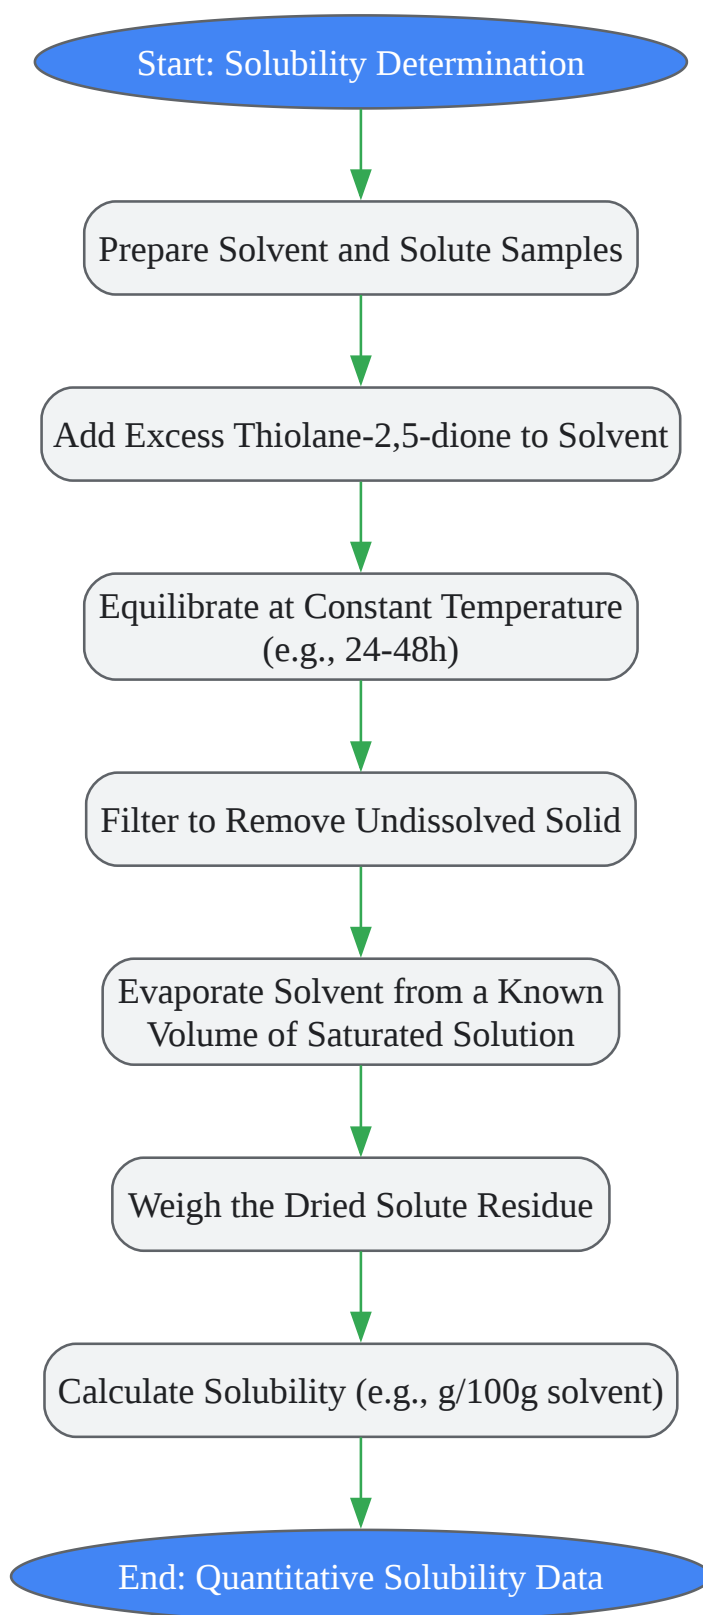 Start: Solubility Determination
Prepare Solvent and Solute Samples
Add Excess Thiolane-2,5-dione to Solvent
Equilibrate at Constant Temperature
(e.g., 24-48h)
Filter to Remove Undissolved Solid
Evaporate Solvent from a Known
Volume of Saturated Solution
Weigh the Dried Solute Residue
Calculate Solubility (e.g., g/100g solvent)
End: Quantitative Solubility Data